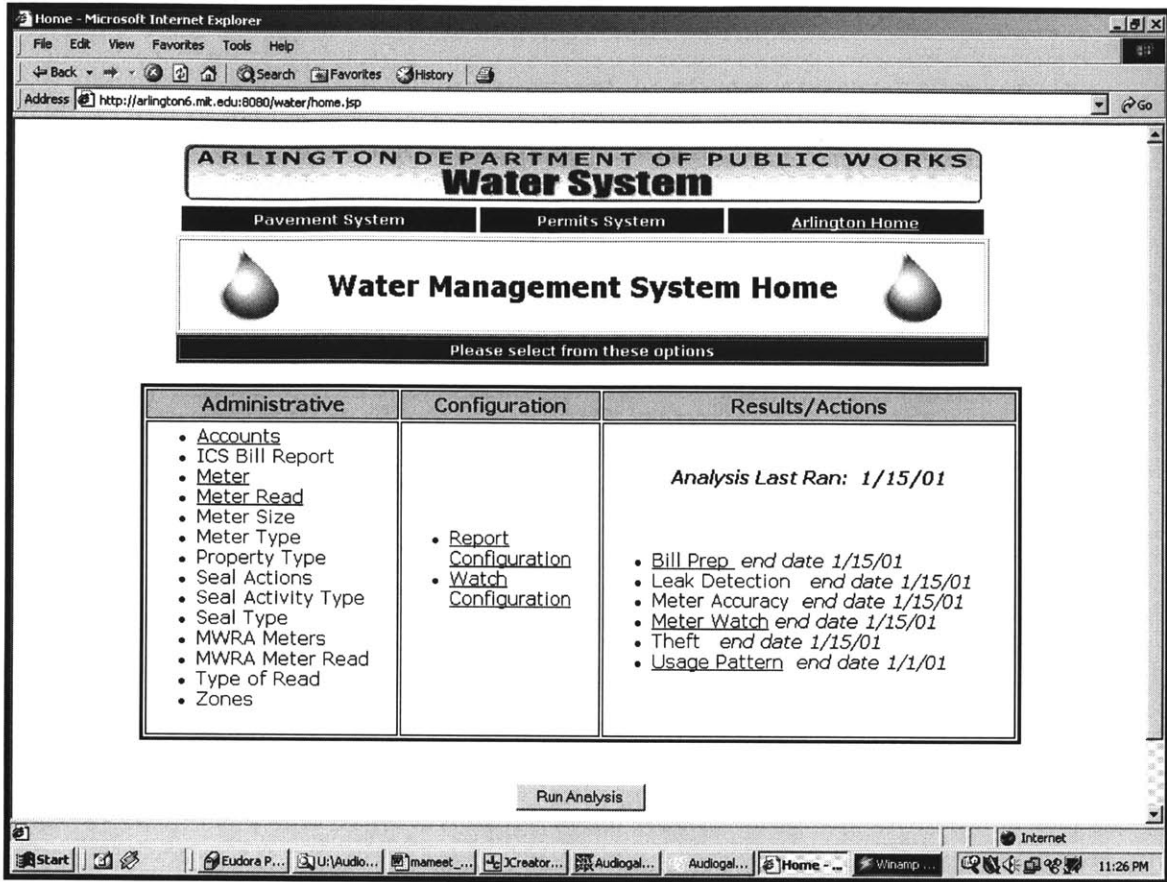 Home - Microsoft Internet Explorer
File Edit View Favorites Tools Help
Back Search Favorites History
Address http://arlington6.mit.edu:8080/water/home.jsp Go
ARLINGTON DEPARTMENT OF PUBLIC WORKS
Water System
Pavement System Permits System Arlington Home
Water Management System Home
Please select from these options
Administrative Configuration Results/Actions
• Accounts
• ICS Bill Report
• Meter
• Meter Read
• Meter Size
• Meter Type
• Property Type
• Seal Actions
• Seal Activity Type
• Seal Type
• MWRA Meters
• MWRA Meter Read
• Type of Read
• Zones
• Report
Configuration
• Watch
Configuration
Analysis Last Ran: 1/15/01
• Bill Prep end date 1/15/01
• Leak Detection end date 1/15/01
• Meter Accuracy end date 1/15/01
• Meter Watch end date 1/15/01
• Theft end date 1/15/01
• Usage Pattern end date 1/1/01
Run Analysis
Internet
Start Eudora P... U:\Audio... mameet_... JCreator... Audiogal... Audiogal... Home - ... Winamp ... 11:26 PM